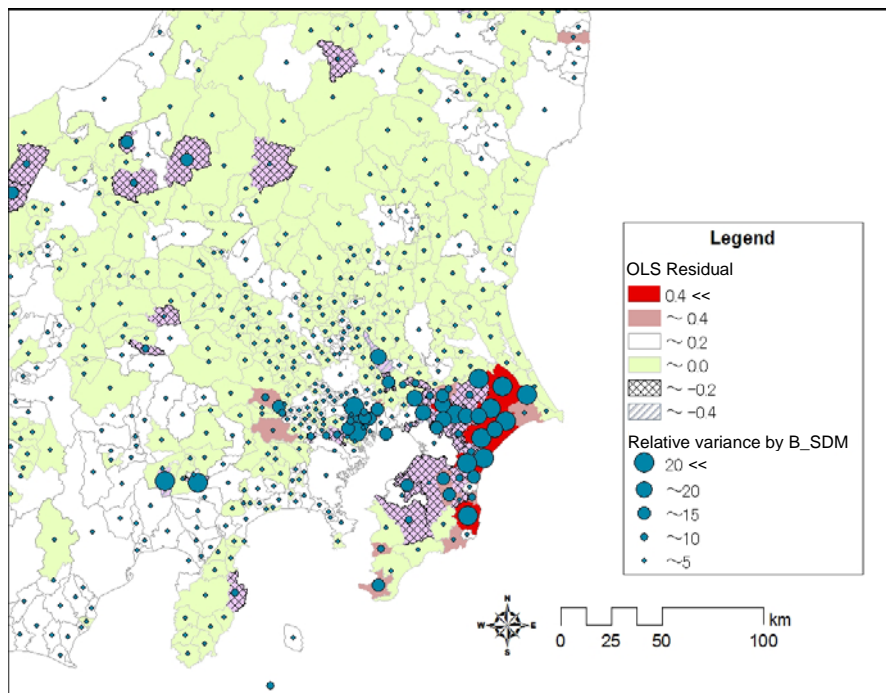 Legend
OLS Residual
0.4 <<
～ 0.4
～ 0.2
～ 0.0
～ −0.2
～ −0.4
Relative variance by B_SDM
20 <<
～20
～15
～10
～5
N
W E
S
km
0 25 50 100